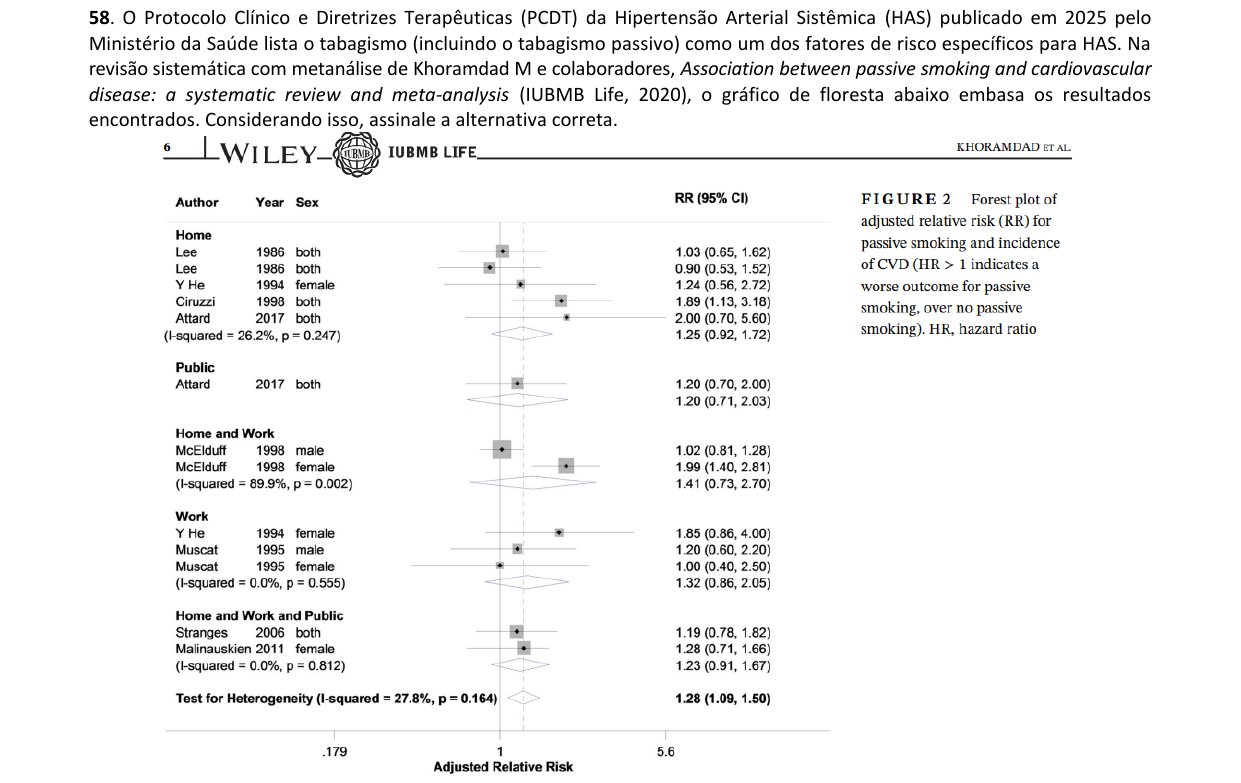 58. O Protocolo Clínico e Diretrizes Terapêuticas (PCDT) da Hipertensão Arterial Sistêmica (HAS) publicado em 2025 pelo
Ministério da Saúde lista o tabagismo (incluindo o tabagismo passivo) como um dos fatores de risco específicos para HAS. Na
revisão sistemática com metanálise de Khoramdad M e colaboradores, Association between passive smoking and cardiovascular
disease: a systematic review and meta-analysis (IUBMB Life, 2020), o gráfico de floresta abaixo embasa os resultados
encontrados. Considerando isso, assinale a alternativa correta.
6 WILEY IUBMB IUBMB LIFE KHORAMDAD ET AL.
Author Year Sex RR (95% CI)
Home
Lee 1986 both 1.03 (0.65, 1.62)
Lee 1986 both 0.90 (0.53, 1.52)
Y He 1994 female 1.24 (0.56, 2.72)
Ciruzzi 1998 both 1.89 (1.13, 3.18)
Attard 2017 both 2.00 (0.70, 5.60)
(I-squared = 26.2%, p = 0.247) 1.25 (0.92, 1.72)
Public
Attard 2017 both 1.20 (0.70, 2.00)
1.20 (0.71, 2.03)
Home and Work
McElduff 1998 male 1.02 (0.81, 1.28)
McElduff 1998 female 1.99 (1.40, 2.81)
(I-squared = 89.9%, p = 0.002) 1.41 (0.73, 2.70)
Work
Y He 1994 female 1.85 (0.86, 4.00)
Muscat 1995 male 1.20 (0.60, 2.20)
Muscat 1995 female 1.00 (0.40, 2.50)
(I-squared = 0.0%, p = 0.555) 1.32 (0.86, 2.05)
Home and Work and Public
Stranges 2006 both 1.19 (0.78, 1.82)
Malinauskien 2011 female 1.28 (0.71, 1.66)
(I-squared = 0.0%, p = 0.812) 1.23 (0.91, 1.67)
Test for Heterogeneity (I-squared = 27.8%, p = 0.164) 1.28 (1.09, 1.50)
.179 1 5.6
Adjusted Relative Risk
FIGURE 2 Forest plot of
adjusted relative risk (RR) for
passive smoking and incidence
of CVD (HR > 1 indicates a
worse outcome for passive
smoking, over no passive
smoking). HR, hazard ratio